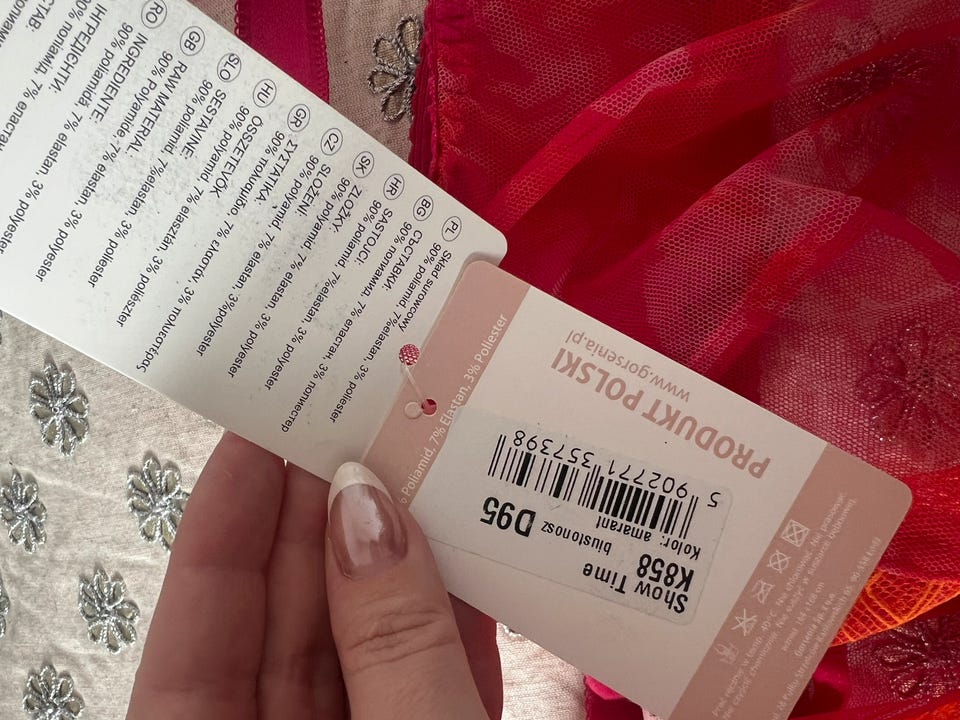 PL
Skład surowcowy
90% poliamid 7%elastan, 3% poliester
BG
СЪСТАВКИ:
90% полиамид, 7% еластан, 3% полиестер
HR
SASTOJCI:
90% poliamid, 7%elastan, 3% polyester
SK
ZLOŽKY:
90% polyamid, 7% elastan, 3% polyester
CZ
SLOŽENÍ:
90% polyamid, 7% elastan, 3%polyester
GR
90% πολυαμίδιο, 7% ελαστάν, 3% πολυεστέρας
HU
ÖSSZETEVŐK
90% polyamid, 7% elasztan, 3% poliészter
SLO
SESTAVINE:
90% poliamid, 7%elastan, 3% poliester
GB
RAW MATERIAL:
90% Polyamide, 7% elastan, 3% polyester
RO
INGREDIENTE:
90% poliamidă, 7% elastan, 3% polyester
ІНГРЕДІЄНТИ:
Poliamid, 7% Elastan, 3% Poliester
Show Time
K858
biustonosz D95
Kolor: amarant
5 902771 357398
PRODUKT POLSKI
www.gorsenia.pl